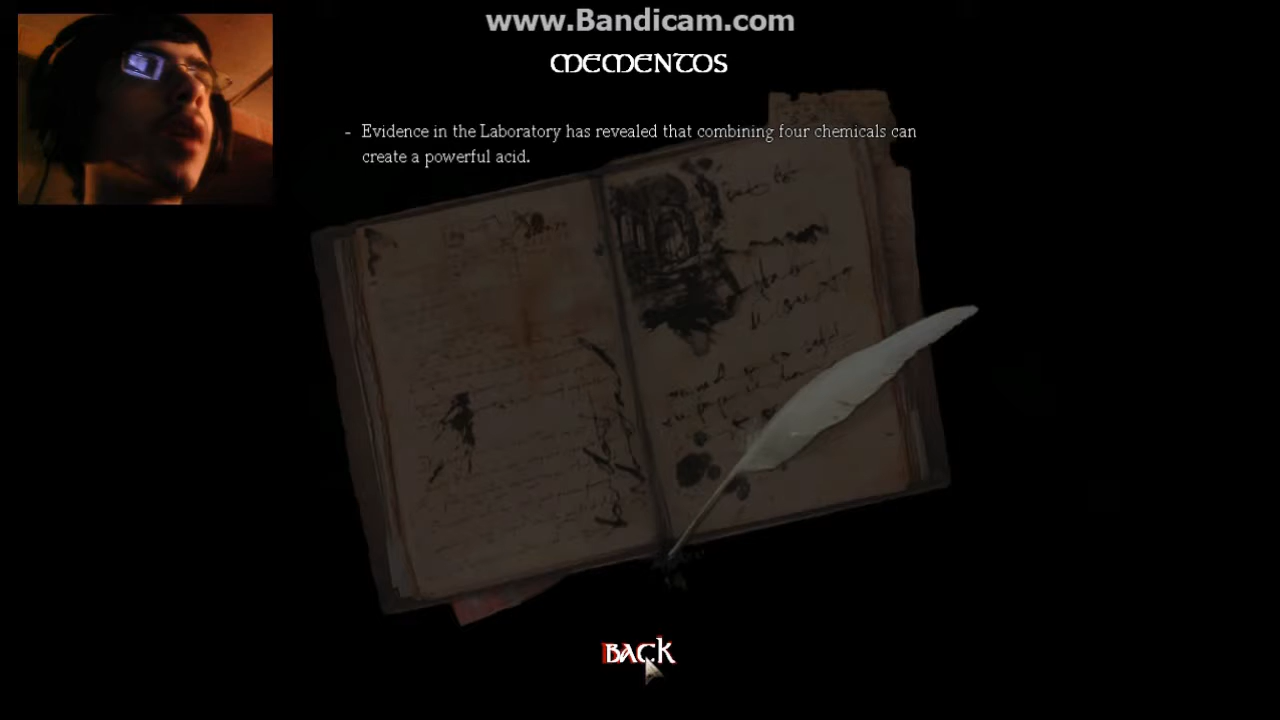 www.Bandicam.com
MEMENTOS
- Evidence in the Laboratory has revealed that combining four chemicals can
create a powerful acid.
BACK